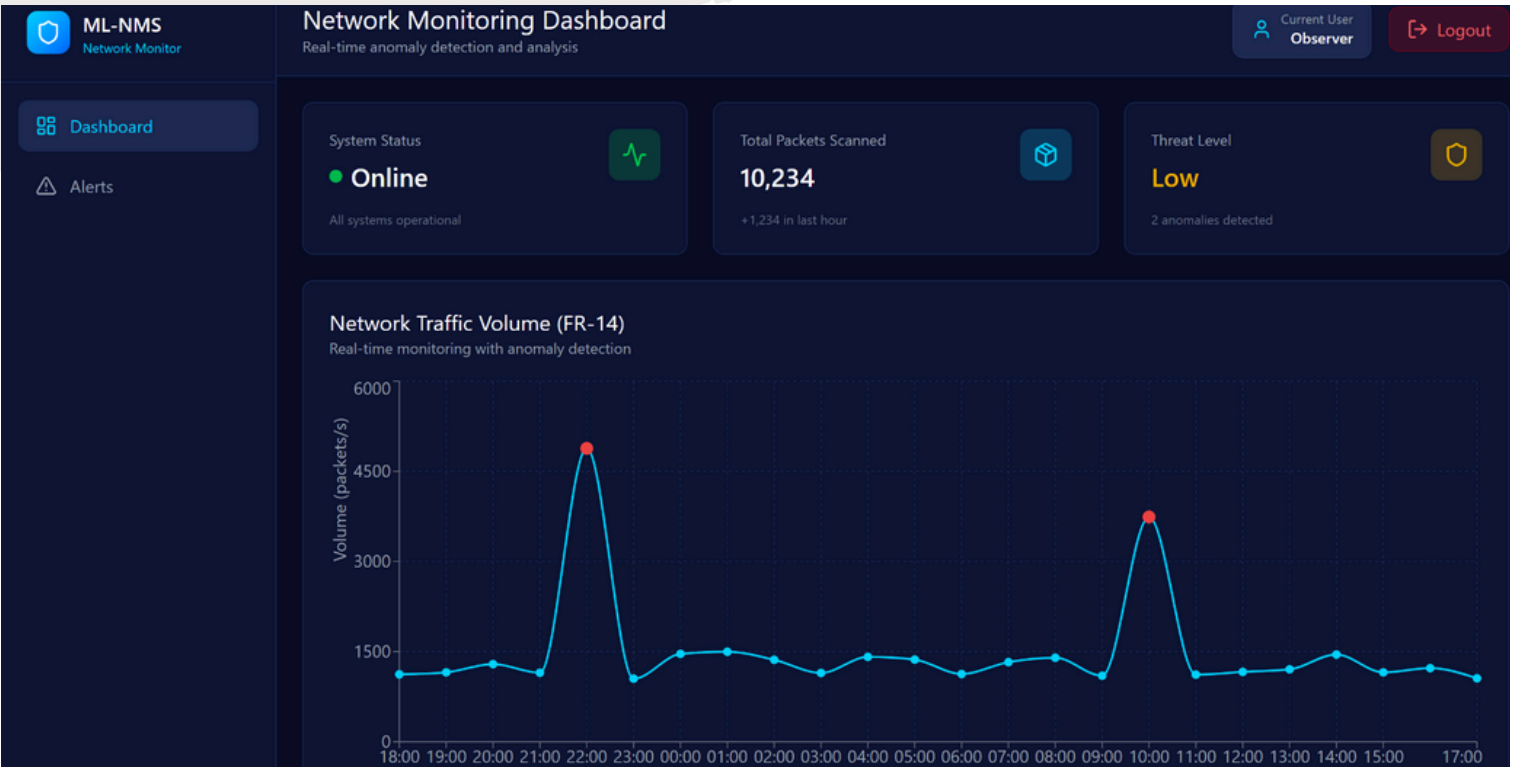 ML-NMS
Network Monitor
Network Monitoring Dashboard
Real-time anomaly detection and analysis
Current User
Observer
Logout
Dashboard
Alerts
System Status
Online
All systems operational
Total Packets Scanned
10,234
+1,234 in last hour
Threat Level
Low
2 anomalies detected
Network Traffic Volume (FR-14)
Real-time monitoring with anomaly detection
Volume (packets/s)
6000
4500
3000
1500
0
18:00 19:00 20:00 21:00 22:00 23:00 00:00 01:00 02:00 03:00 04:00 05:00 06:00 07:00 08:00 09:00 10:00 11:00 12:00 13:00 14:00 15:00 17:00